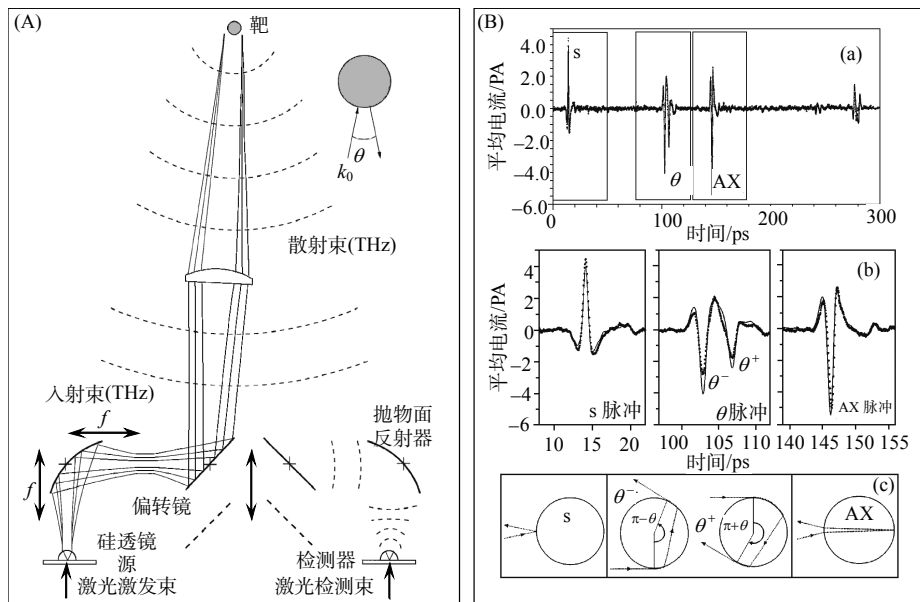 (A)
靶
θ
k₀
散射束(THz)
入射束(THz)
f
f
抛物面
反射器
偏转镜
硅透镜
源
激光激发束
检测器
激光检测束
(B)
平均电流/PA
4.0
2.0
0.0
−2.0
−4.0
−6.0
s
θ
AX
(a)
0
100
200
300
时间/ps
平均电流/PA
4
2
0
−2
−4
−6
s 脉冲
θ⁻
θ⁺
θ脉冲
(b)
AX 脉冲
10 15 20
100 105 110
140 145 150 156
时间/ps
s
θ⁻
π−θ
θ⁺
π+θ
(c)
AX